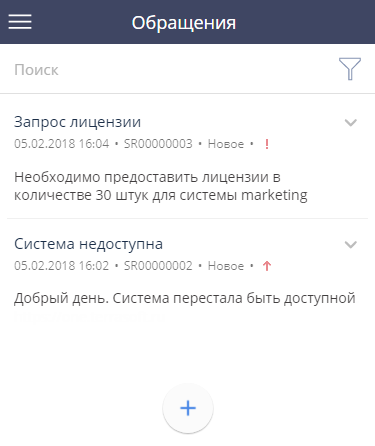 Обращения
Поиск
Запрос лицензии
05.02.2018 16:04 • SR00000003 • Новое • !
Необходимо предоставить лицензии в
количестве 30 штук для системы marketing
Система недоступна
05.02.2018 16:02 • SR00000002 • Новое •
Добрый день. Система перестала быть доступной